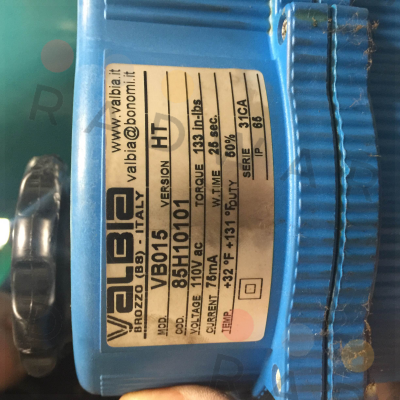 VALBIA
BROZZO (BS) - ITALY
www.valbia.it
valbia@bonomi.it
MOD. VB015 VERSION HT
COD. 85H10101
VOLTAGE 110V ac TORQUE 133 in-lbs
CURRENT 75mA W.TIME 25 sec.
TEMP. +32 °F +131 °F DUTY 50%
SERIE 31CA
IP 65